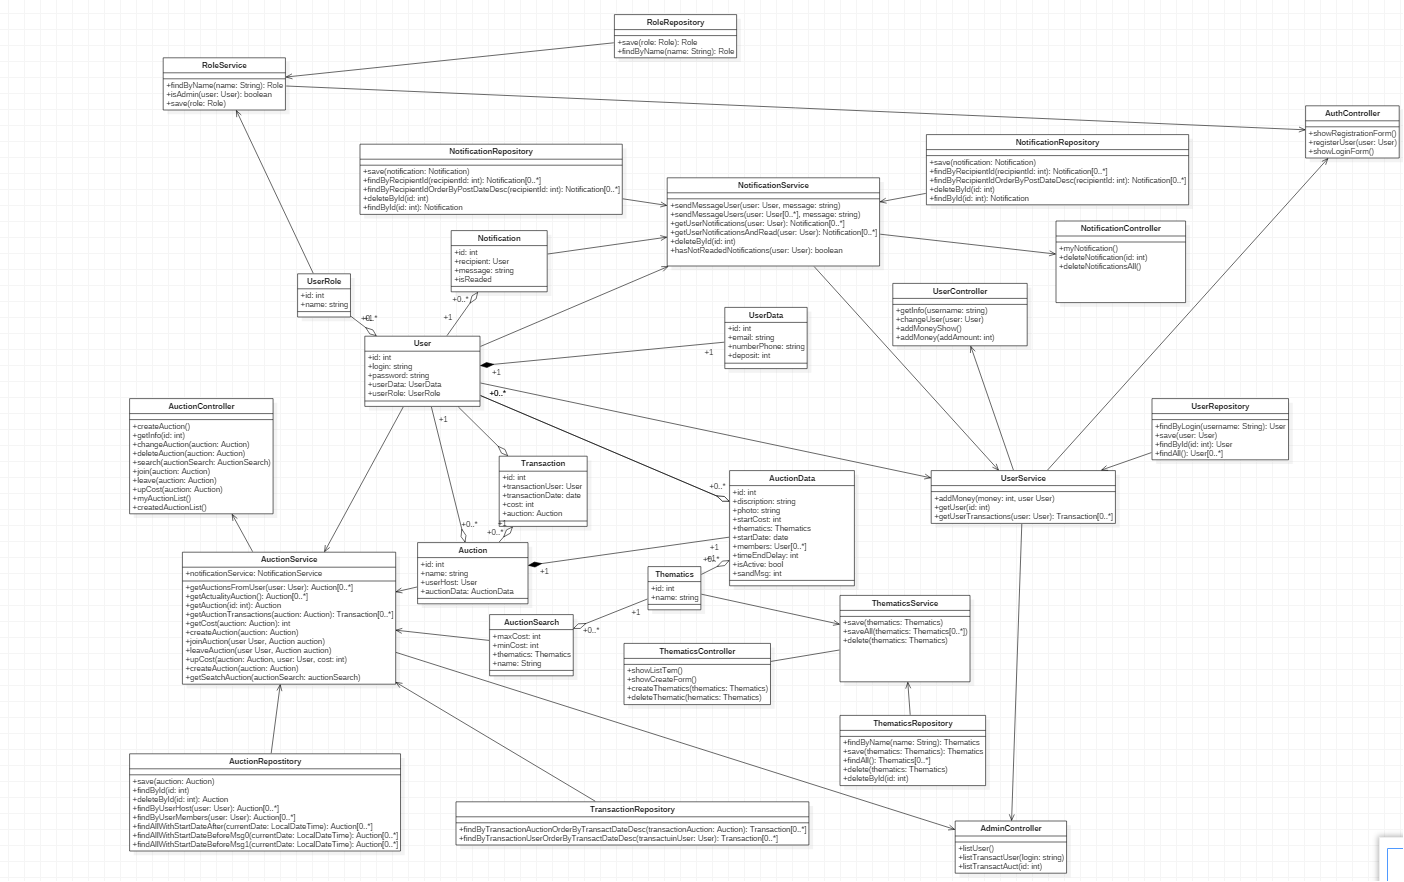 RoleRepository
+save(role: Role): Role
+findByName(name: String): Role
RoleService
+findByName(name: String): Role
+isAdmin(user: User): boolean
+save(role: Role)
AuthController
+showRegistrationForm()
+registerUser(user: User)
+showLoginForm()
NotificationRepository
+save(notification: Notification)
+findByRecipientId(recipientId: int): Notification[0..*]
+findByRecipientIdOrderByPostDateDesc(recipientId: int): Notification[0..*]
+deleteById(id: int)
+findById(id: int): Notification
NotificationRepository
+save(notification: Notification)
+findByRecipientId(recipientId: int): Notification[0..*]
+findByRecipientIdOrderByPostDateDesc(recipientId: int): Notification[0..*]
+deleteById(id: int)
+findById(id: int): Notification
NotificationService
+sendMessageUser(user: User, message: string)
+sendMessageUsers(user: User[0..*], message: string)
+getUserNotifications(user: User): Notification[0..*]
+getUserNotificationsAndRead(user: User): Notification[0..*]
+deleteById(id: int)
+hasNotReadedNotifications(user: User): boolean
NotificationController
+myNotification()
+deleteNotification(id: int)
+deleteNotificationsAll()
Notification
+id: int
+recipient: User
+message: string
+isReaded
+0..*
+1
UserRole
+id: int
+name: string
UserController
+getInfo(username: string)
+changeUser(user: User)
+addMoneyShow()
+addMoney(addAmount: int)
UserData
+id: int
+email: string
+numberPhone: string
+deposit: int
+1
+1
User
+id: int
+login: string
+password: string
+userData: UserData
+userRole: UserRole
+0..*
+1
AuctionController
+createAuction()
+getInfo(id: int)
+changeAuction(auction: Auction)
+deleteAuction(auction: Auction)
+search(auctionSearch: AuctionSearch)
+join(auction: Auction)
+leave(auction: Auction)
+upCost(auction: Auction)
+myAuctionList()
+createdAuctionList()
UserRepository
+findByLogin(username: String): User
+save(user: User)
+findById(id: int): User
+findAll(): User[0..*]
Transaction
+id: int
+transactionUser: User
+transactionDate: date
+cost: int
+auction: Auction
+0..*
+0..*
+1
AuctionData
+id: int
+discription: string
+photo: string
+startCost: int
+thematics: Thematics
+startDate: date
+members: User[0..*]
+timeEndDelay: int
+isActive: bool
+sandMsg: int
+0..*
+1
UserService
+addMoney(money: int, user User)
+getUser(id: int)
+getUserTransactions(user: User): Transaction[0..*]
Auction
+id: int
+name: string
+userHost: User
+auctionData: AuctionData
+1
AuctionService
+notificationService: NotificationService
+getAuctionsFromUser(user: User): Auction[0..*]
+getActualityAuction(): Auction[0..*]
+getAuction(id: int): Auction
+getAuctionTransactions(auction: Auction): Transaction[0..*]
+getCost(auction: Auction): int
+createAuction(auction: Auction)
+joinAuction(user User, Auction auction)
+leaveAuction(user User, Auction auction)
+upCost(auction: Auction, user: User, cost: int)
+createAuction(auction: Auction)
+getSeatchAuction(auctionSearch: auctionSearch)
Thematics
+id: int
+name: string
+1
+0..*
AuctionSearch
+maxCost: int
+minCost: int
+thematics: Thematics
+name: String
ThematicsService
+save(thematics: Thematics)
+saveAll(thematics: Thematics[0..*])
+delete(thematics: Thematics)
ThematicsController
+showListTem()
+showCreateForm()
+createThematics(thematics: Thematics)
+deleteThematic(hematics: Thematics)
ThematicsRepository
+findByName(name: String): Thematics
+save(thematics: Thematics): Thematics
+findAll(): Thematics[0..*]
+delete(thematics: Thematics)
+deleteById(id: int)
AuctionRepostitory
+save(auction: Auction)
+findById(id: int)
+deleteById(id: int): Auction
+findByUserHost(user: User): Auction[0..*]
+findByUserMembers(user: User): Auction[0..*]
+findAllWithStartDateAfter(currentDate: LocalDateTime): Auction[0..*]
+findAllWithStartDateBeforeMsg0(currentDate: LocalDateTime): Auction[0..*]
+findAllWithStartDateBeforeMsg1(currentDate: LocalDateTime): Auction[0..*]
TransactionRepository
+findByTransactionAuctionOrderByTransactDateDesc(transactionAuction: Auction): Transaction[0..*]
+findByTransactionUserOrderByTransactDateDesc(transactuinUser: User): Transaction[0..*]
AdminController
+listUser()
+listTransactUser(login: string)
+listTransactAuct(id: int)